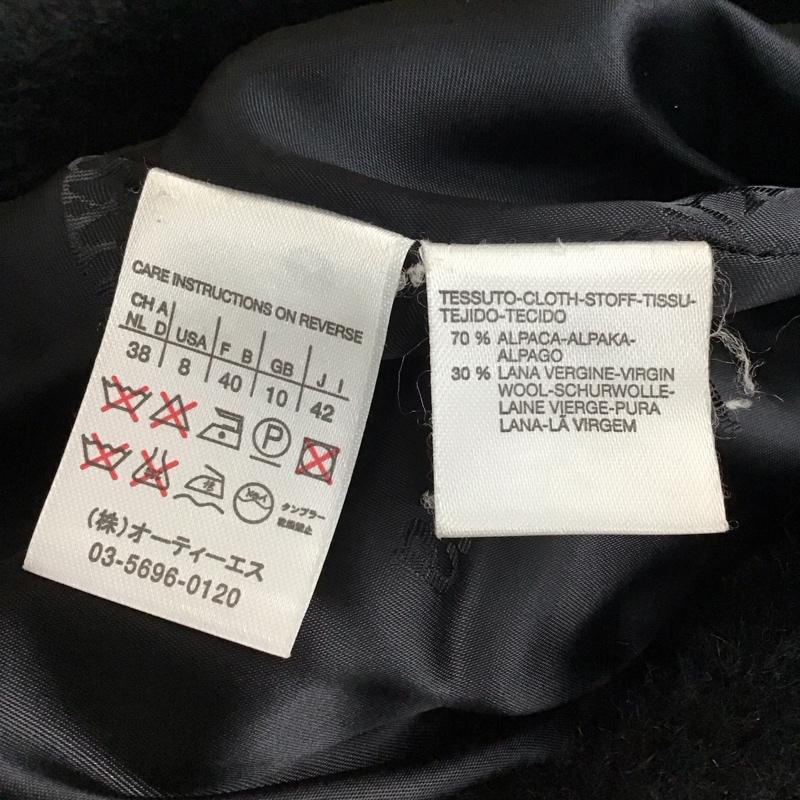 CARE INSTRUCTIONS ON REVERSE
CH A
NL D USA F B GB J I
38 8 40 10 42
P
タンブラー
乾燥禁止
(株)オーティーエス
03-5696-0120
TESSUTO-CLOTH-STOFF-TISSU-
TEJIDO-TECIDO
70 % ALPACA-ALPAKA-
ALPAGO
30 % LANA VERGINE-VIRGIN
WOOL-SCHURWOLLE-
LAINE VIERGE-PURA
LANA-LÃ VIRGEM